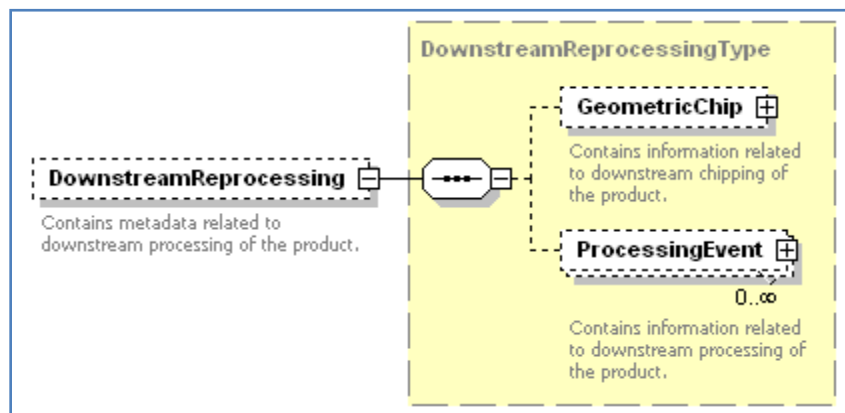 DownstreamReprocessingType
GeometricChip
Contains information related
to downstream chipping of
the product.
DownstreamReprocessing
Contains metadata related to
downstream processing of the product.
ProcessingEvent
0..∞
Contains information related
to downstream processing of
the product.